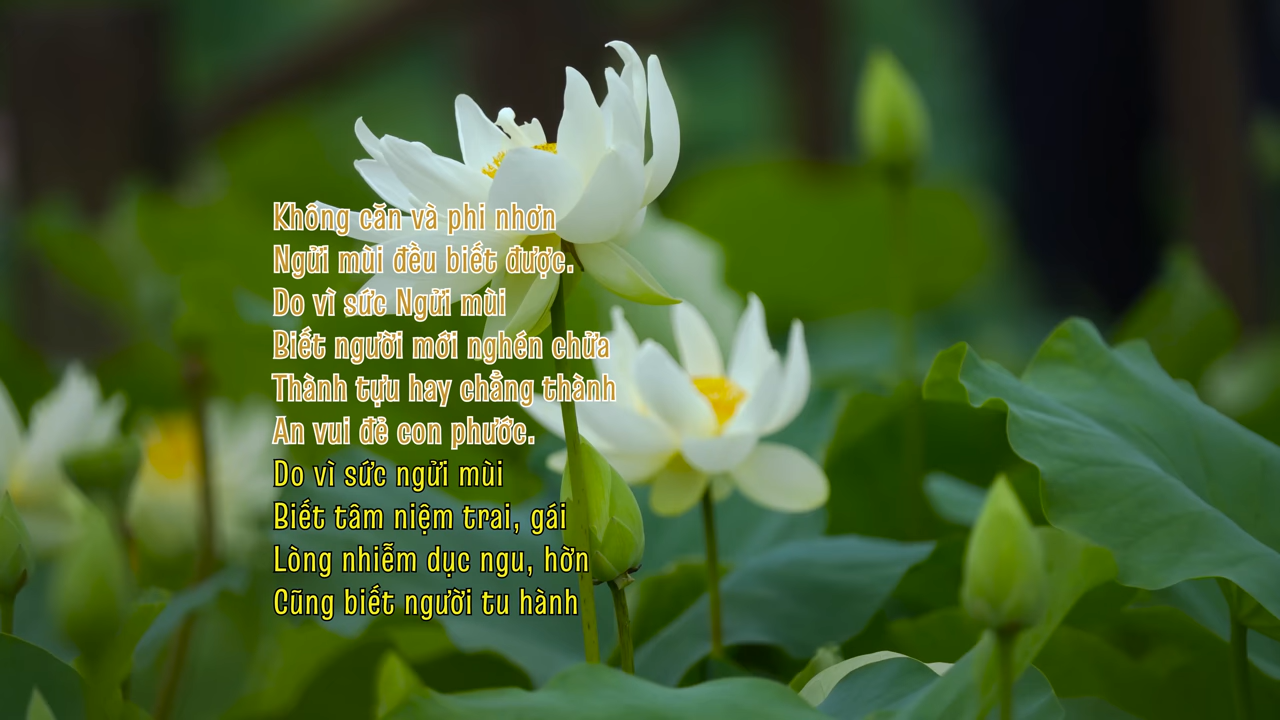 Không căn và phi nhơn
Ngửi mùi đều biết được.
Do vì sức Ngửi mùi
Biết người mới nghén chửa
Thành tựu hay chẳng thành
An vui đẻ con phước.
Do vì sức ngửi mùi
Biết tâm niệm trai, gái
Lòng nhiễm dục ngu, hờn
Cũng biết người tu hành